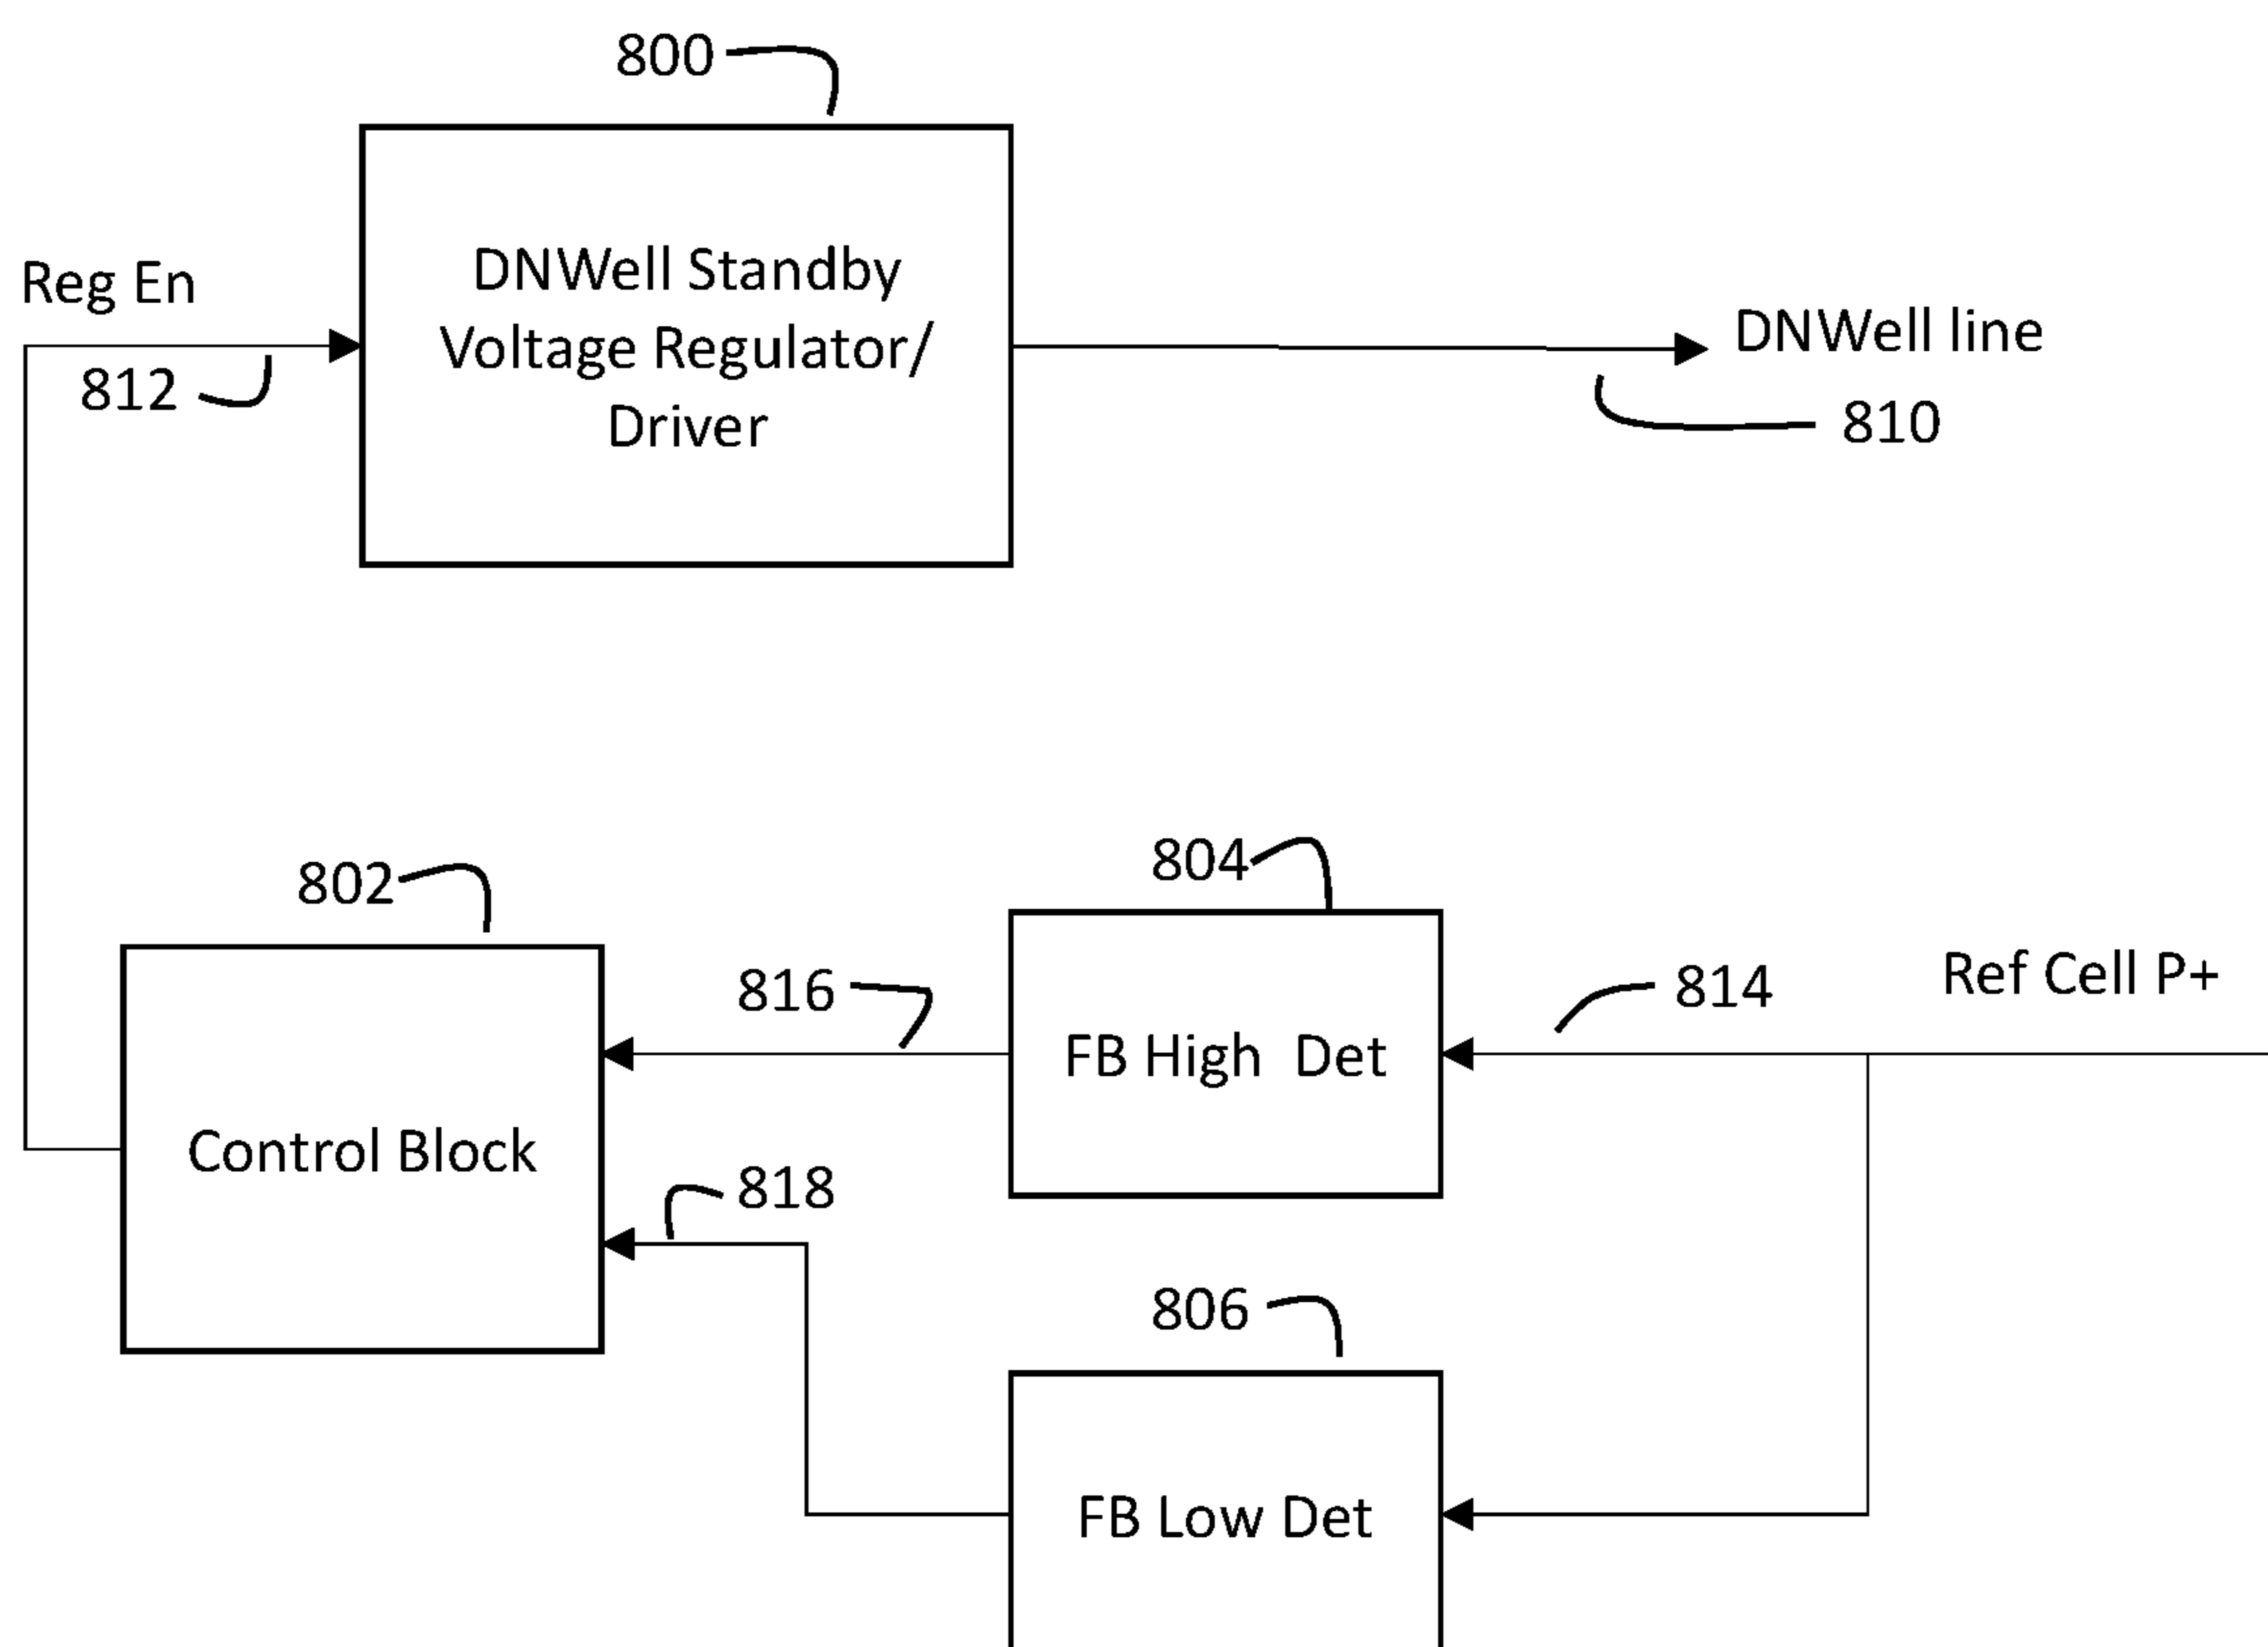 800
Reg En
812
DNWell Standby
Voltage Regulator/
Driver
DNWell line
810
802
804
816
814
Ref Cell P+
FB High Det
Control Block
818
806
FB Low Det